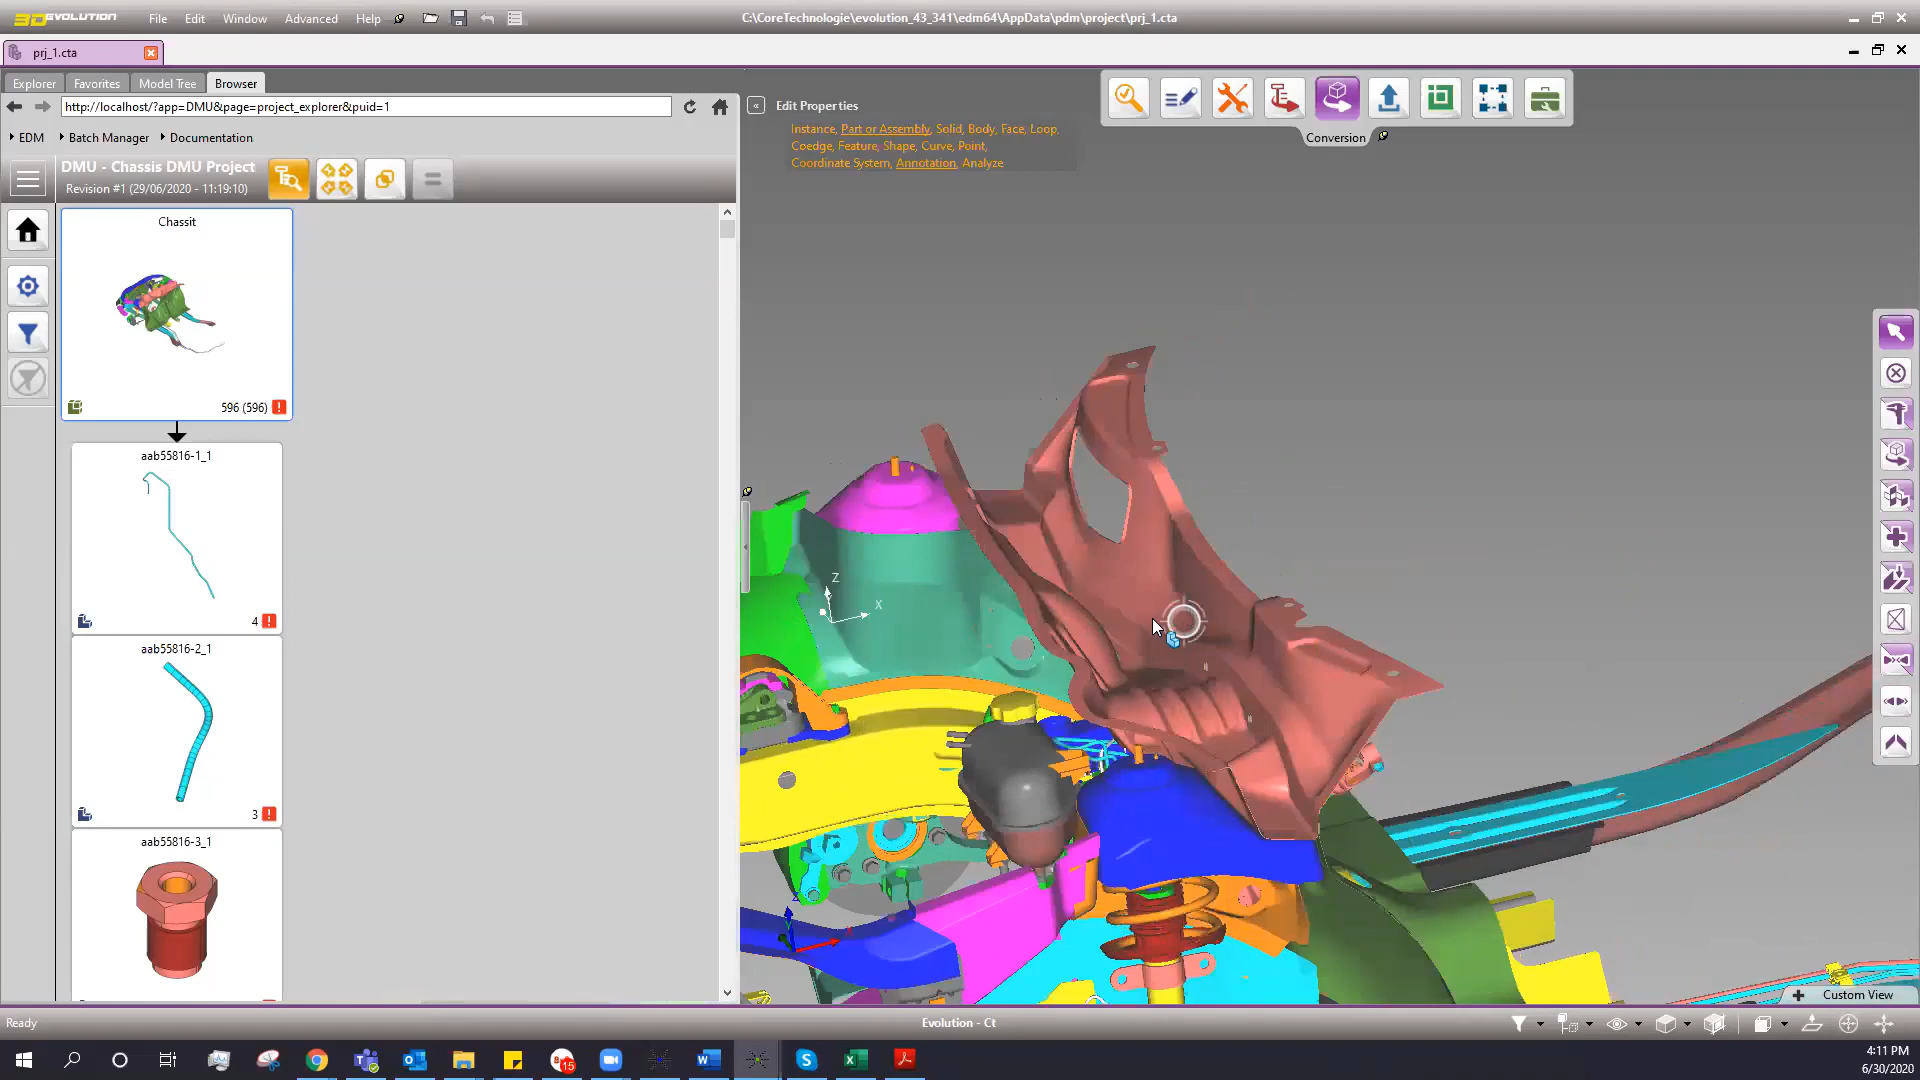 3DEVOLUTION
File Edit Window Advanced Help
C:\CoreTechnologie\evolution_43_341\edm64\AppData\pdm\project\prj_1.cta
prj_1.cta
Explorer Favorites Model Tree Browser
http://localhost/?app=DMU&page=project_explorer&puid=1
EDM Batch Manager Documentation
DMU - Chassis DMU Project
Revision #1 (29/06/2020 - 11:19:10)
Chassit
596 (596)
aab55816-1_1
4
aab55816-2_1
3
aab55816-3_1
Edit Properties
Instance, Part or Assembly, Solid, Body, Face, Loop,
Coedge, Feature, Shape, Curve, Point,
Coordinate System, Annotation, Analyze
Conversion
Z
X
Custom View
Ready
Evolution - Ct
15
4:11 PM
6/30/2020